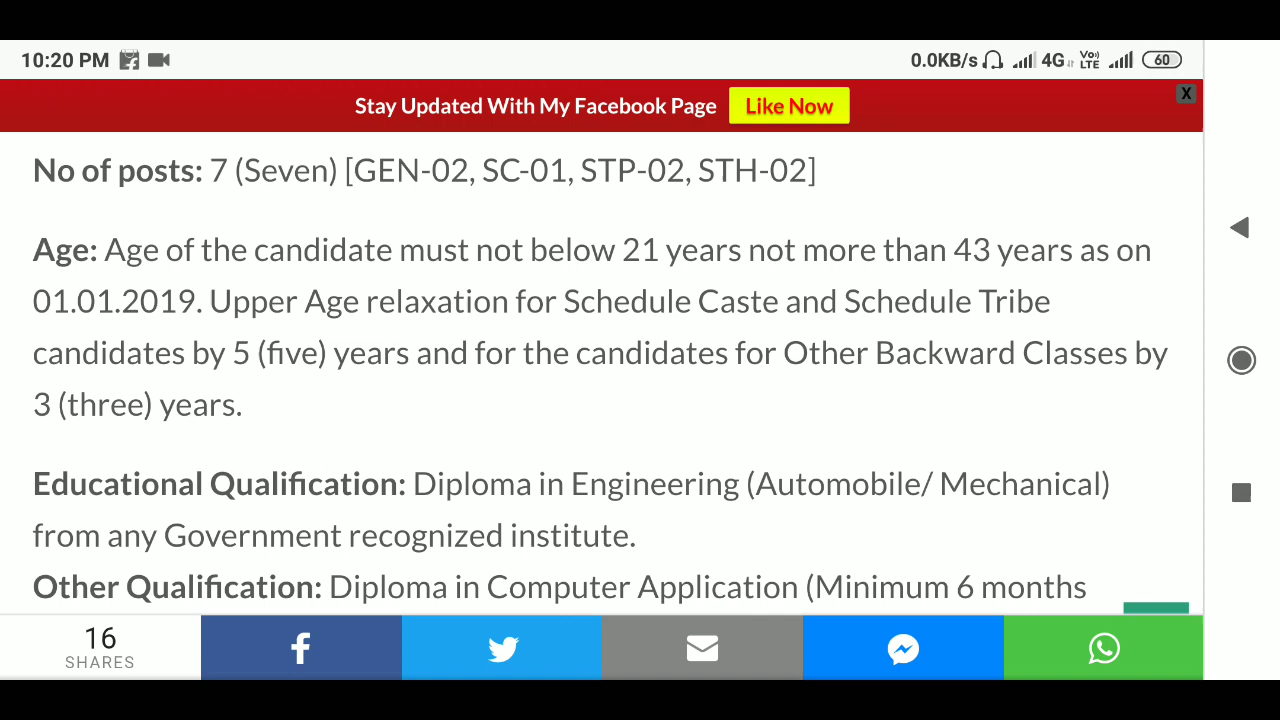 10:20 PM 0.0KB/s 4G Vo)) LTE 60
Stay Updated With My Facebook Page Like Now X
No of posts: 7 (Seven) [GEN-02, SC-01, STP-02, STH-02]
Age: Age of the candidate must not below 21 years not more than 43 years as on
01.01.2019. Upper Age relaxation for Schedule Caste and Schedule Tribe
candidates by 5 (five) years and for the candidates for Other Backward Classes by
3 (three) years.
Educational Qualification: Diploma in Engineering (Automobile/ Mechanical)
from any Government recognized institute.
Other Qualification: Diploma in Computer Application (Minimum 6 months
16
SHARES